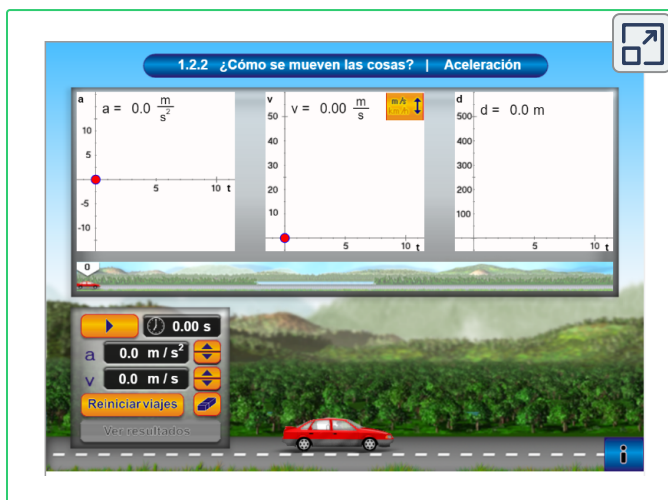 1.2.2 ¿Cómo se mueven las cosas? | Aceleración
a
a = 0.0 m/s²
10
5
-5
-10
5 10 t
v
v = 0.00 m/s
m/s
km/h
50
40
30
20
10
5 10 t
d
d = 0.0 m
500
400
300
200
100
5 10 t
0
0.00 s
a 0.0 m / s²
v 0.0 m / s
Reiniciar viajes
Ver resultados
i